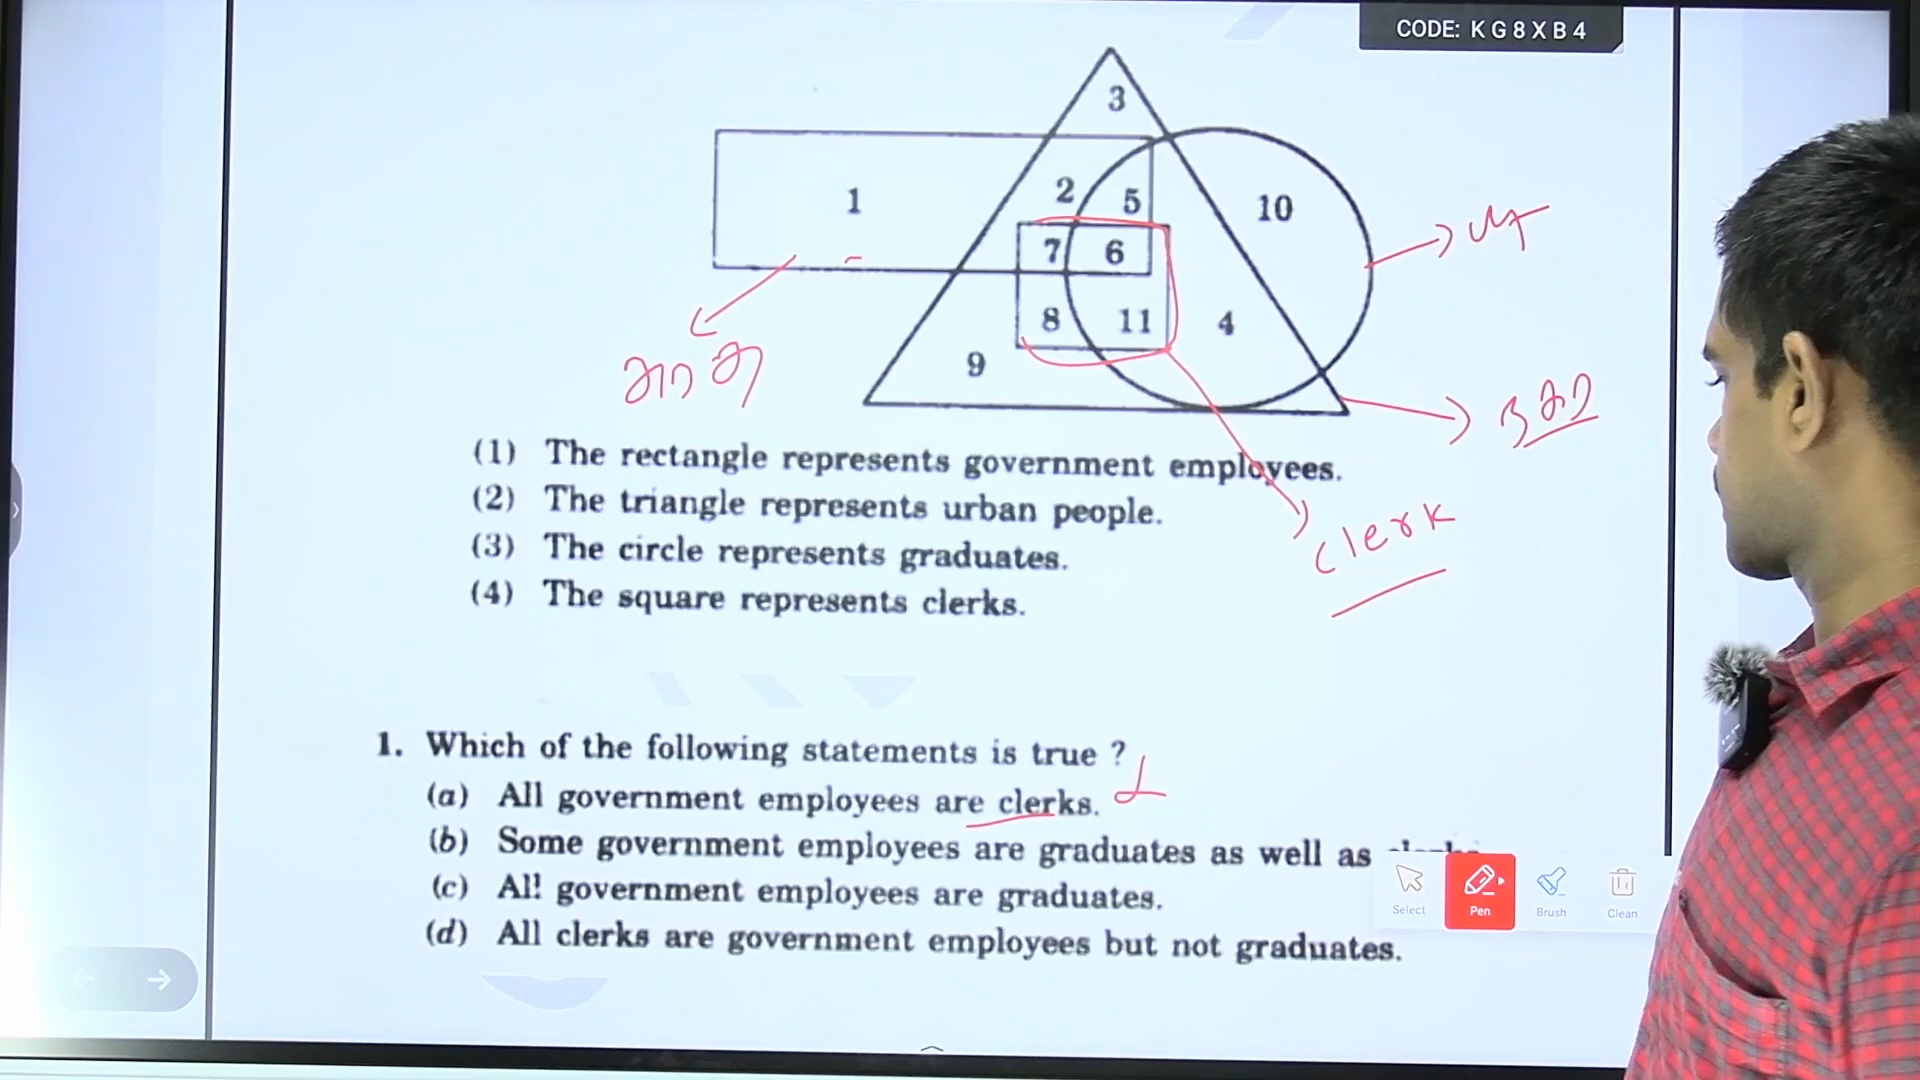 CODE: K G 8 X B 4
3
1
2
5
10
7
6
8
11
4
9
(1) The rectangle represents government employees.
(2) The triangle represents urban people.
(3) The circle represents graduates.
(4) The square represents clerks.
clerk
1. Which of the following statements is true ?
(a) All government employees are clerks.
(b) Some government employees are graduates as well as
(c) All government employees are graduates.
(d) All clerks are government employees but not graduates.
Select
Pen
Brush
Clean